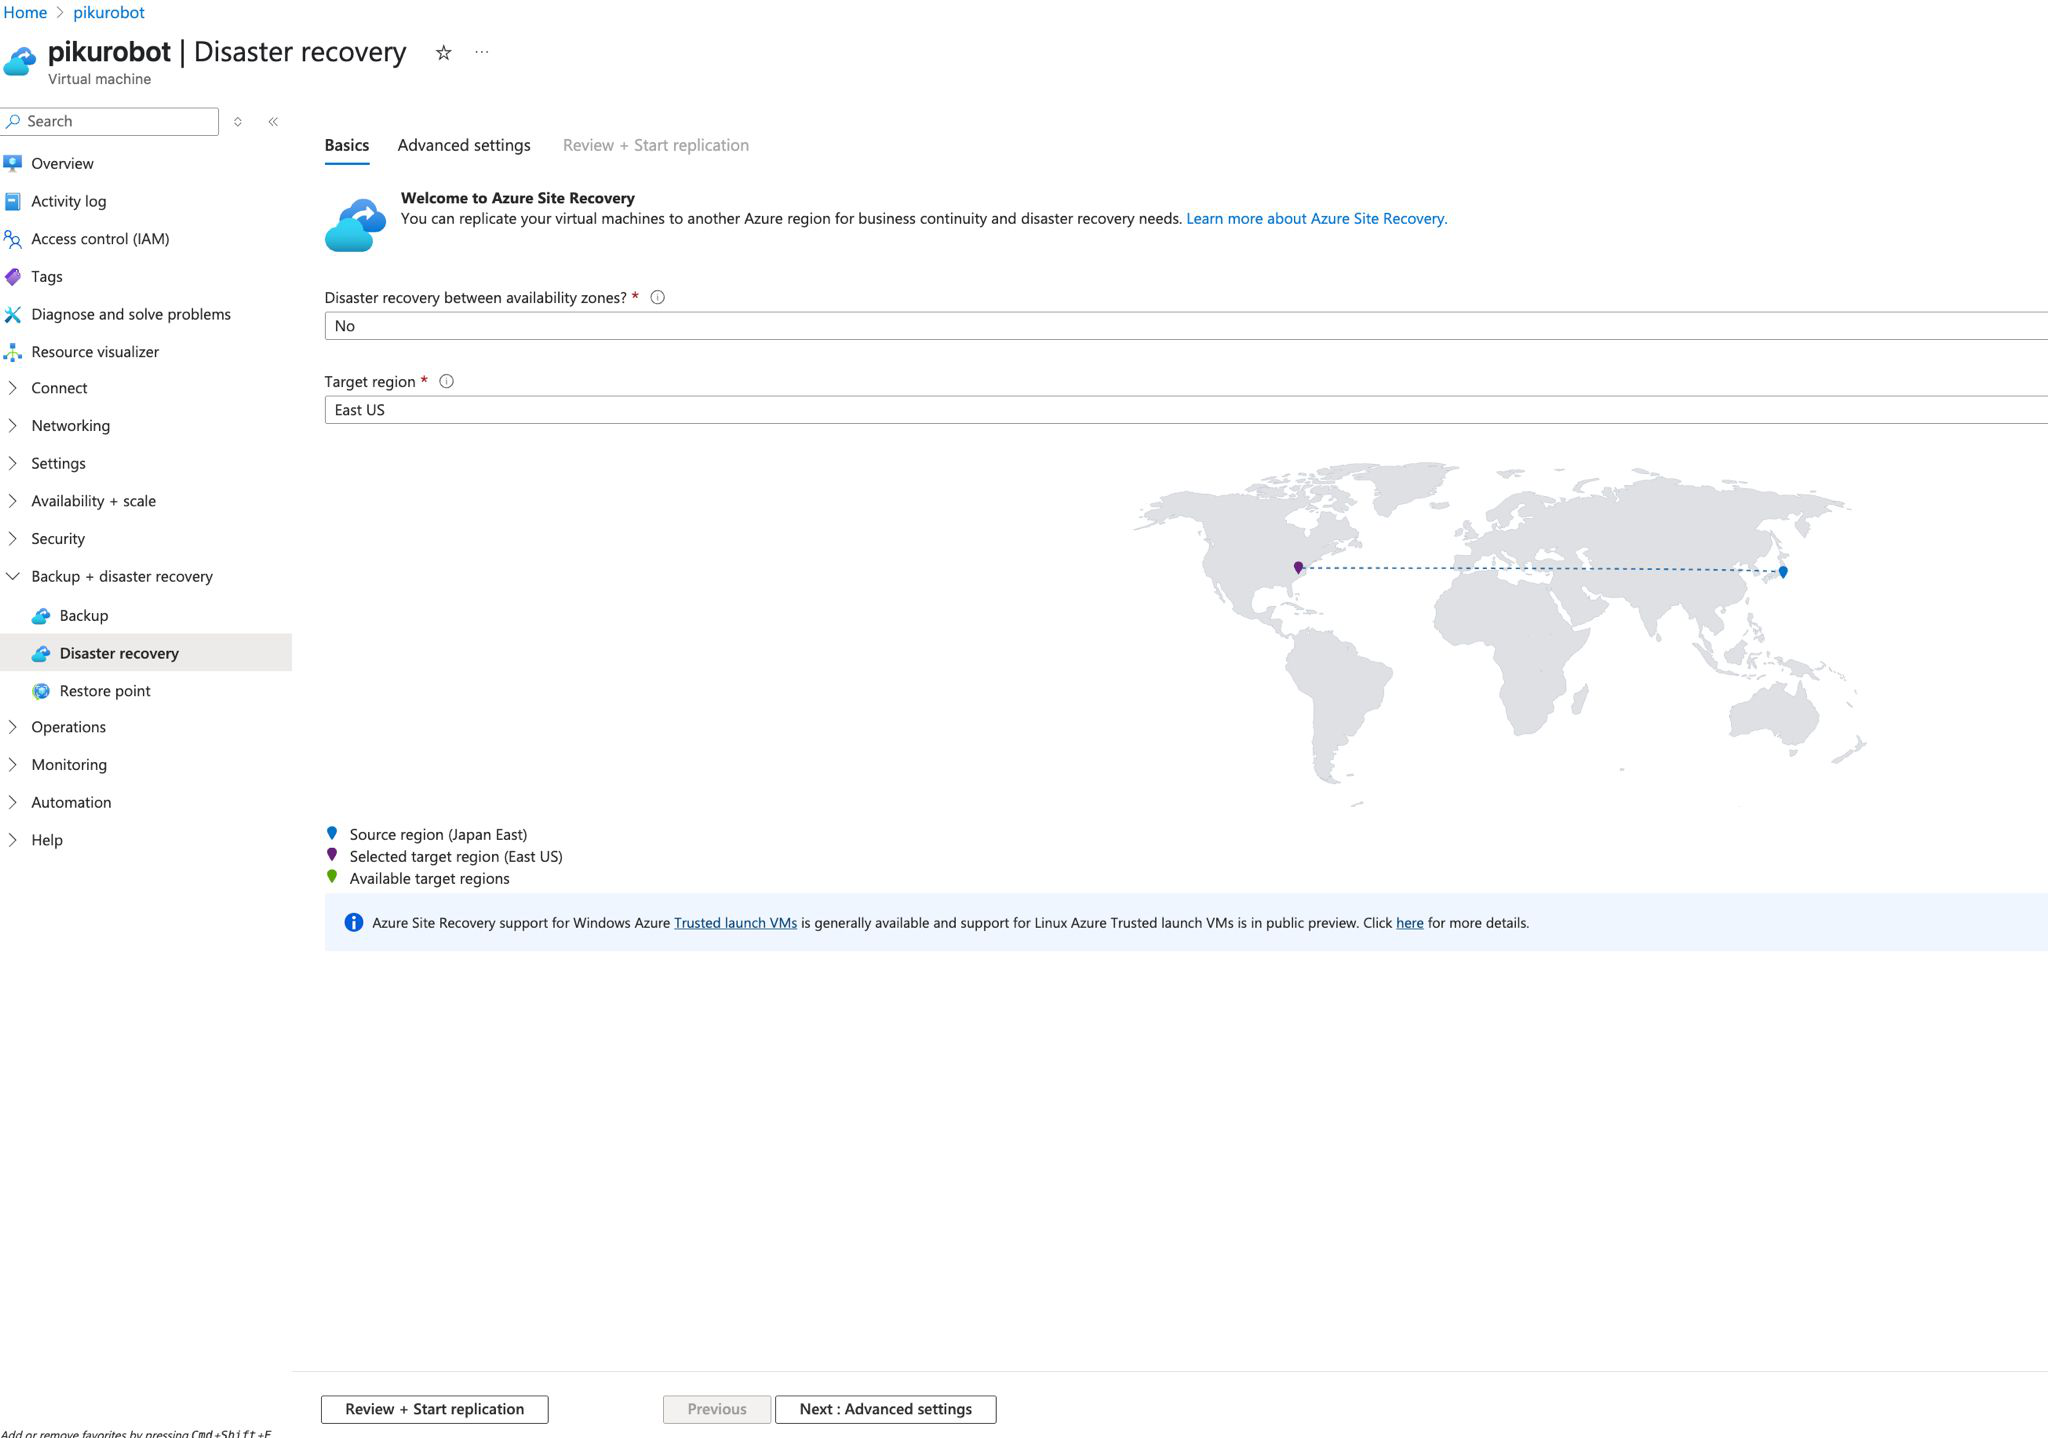 Home > pikurobot
pikurobot | Disaster recovery ...
Virtual machine
Search
Overview
Activity log
Access control (IAM)
Tags
Diagnose and solve problems
Resource visualizer
Connect
Networking
Settings
Availability + scale
Security
Backup + disaster recovery
Backup
Disaster recovery
Restore point
Operations
Monitoring
Automation
Help
Add or remove favorites by pressing Cmd+Shift+F
Basics Advanced settings Review + Start replication
Welcome to Azure Site Recovery
You can replicate your virtual machines to another Azure region for business continuity and disaster recovery needs. Learn more about Azure Site Recovery.
Disaster recovery between availability zones? *
No
Target region *
East US
Source region (Japan East)
Selected target region (East US)
Available target regions
Azure Site Recovery support for Windows Azure Trusted launch VMs is generally available and support for Linux Azure Trusted launch VMs is in public preview. Click here for more details.
Review + Start replication Previous Next : Advanced settings